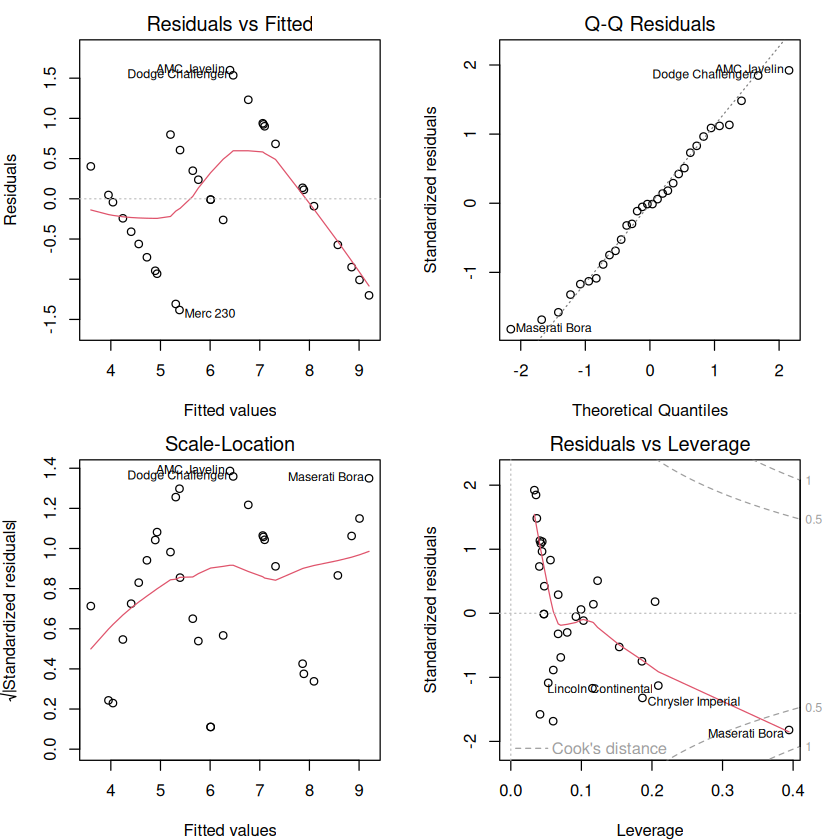 Residuals vs Fitted
Residuals
1.5
1.0
0.5
0.0
-0.5
-1.5
AMC Javelin
Dodge Challenger
Merc 230
4 5 6 7 8 9
Fitted values
Q-Q Residuals
Standardized residuals
2
1
0
-1
AMC Javelin
Dodge Challenger
Maserati Bora
-2 -1 0 1 2
Theoretical Quantiles
Scale-Location
√|Standardized residuals|
1.4
1.2
1.0
0.8
0.6
0.4
0.2
0.0
AMC Javelin
Dodge Challenger
Maserati Bora
4 5 6 7 8 9
Fitted values
Residuals vs Leverage
Standardized residuals
2
1
0
-1
-2
1
0.5
0.5
1
Lincoln Continental
Chrysler Imperial
Maserati Bora
Cook's distance
0.0 0.1 0.2 0.3 0.4
Leverage